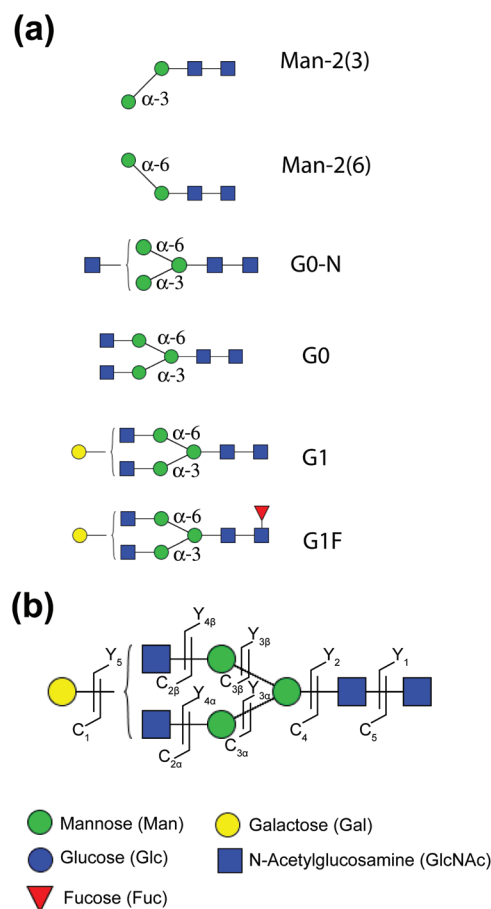 (a)
Man-2(3)
α-3
α-6
Man-2(6)
α-6
G0-N
α-3
α-6
G0
α-3
α-6
G1
α-3
α-6
G1F
α-3
(b)
Y4β
Y3β
Y5
Y2
Y1
C2β
C3β
Y3α
Y4α
C1
C4
C5
C2α
C3α
Mannose (Man)
Galactose (Gal)
Glucose (Glc)
N-Acetylglucosamine (GlcNAc)
Fucose (Fuc)